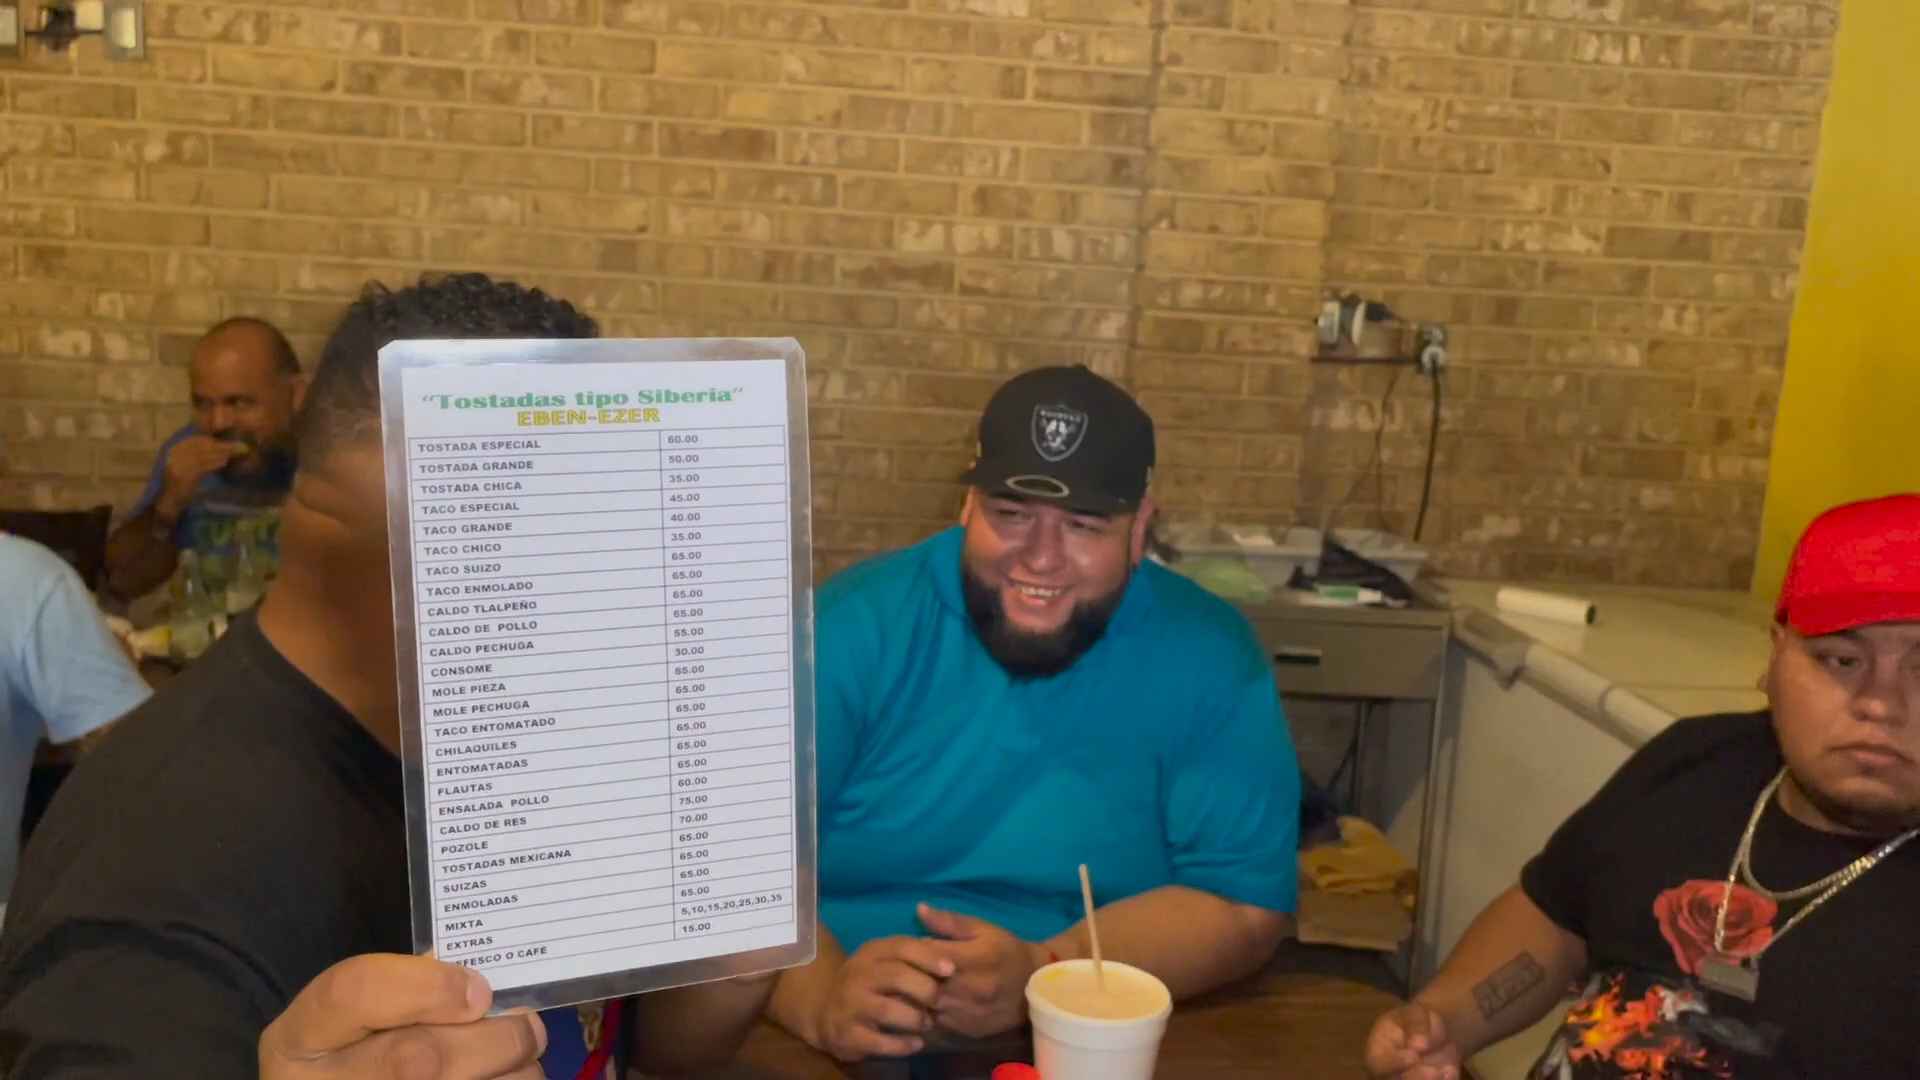 "Tostadas tipo Siberia"
EBEN-EZER
TOSTADA ESPECIAL 60.00
TOSTADA GRANDE 50.00
TOSTADA CHICA 35.00
TACO ESPECIAL 45.00
TACO GRANDE 40.00
TACO CHICO 35.00
TACO SUIZO 65.00
TACO ENMOLADO 65.00
CALDO TLALPEÑO 65.00
CALDO DE POLLO 55.00
CALDO PECHUGA 55.00
CONSOME 30.00
MOLE PIEZA 65.00
MOLE PECHUGA 65.00
TACO ENTOMATADO 65.00
CHILAQUILES 65.00
ENTOMATADAS 65.00
FLAUTAS 65.00
ENSALADA POLLO 60.00
CALDO DE RES 75.00
POZOLE 70.00
TOSTADAS MEXICANA 65.00
SUIZAS 65.00
ENMOLADAS 65.00
MIXTA 65.00
EXTRAS 5,10,15,20,25,30,35
EFESCO O CAFE 15.00
RAIDERS